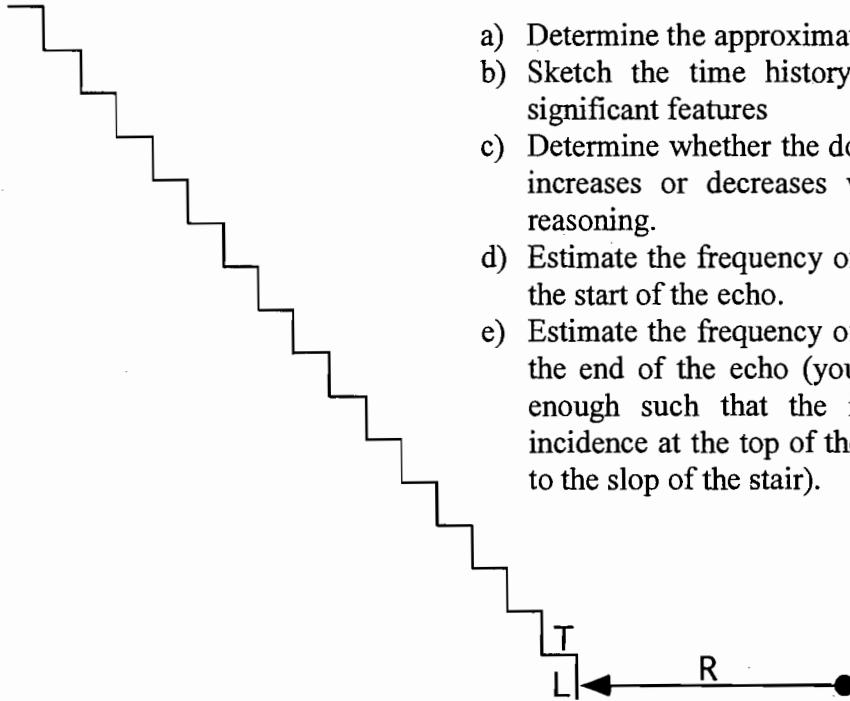 a) Determine the approxima
b) Sketch the time history
significant features
c) Determine whether the do
increases or decreases
reasoning.
d) Estimate the frequency o
the start of the echo.
e) Estimate the frequency o
the end of the echo (you
enough such that the
incidence at the top of th
to the slop of the stair).
T
L
R